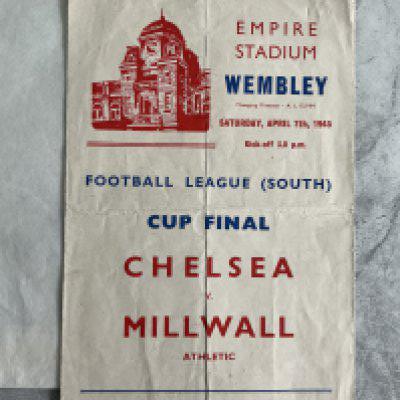 EMPIRE
STADIUM
WEMBLEY
SATURDAY, APRIL 7th, 1945
Kick-off 3.0 p.m.
FOOTBALL LEAGUE (SOUTH)
CUP FINAL
CHELSEA
v.
MILLWALL
ATHLETIC